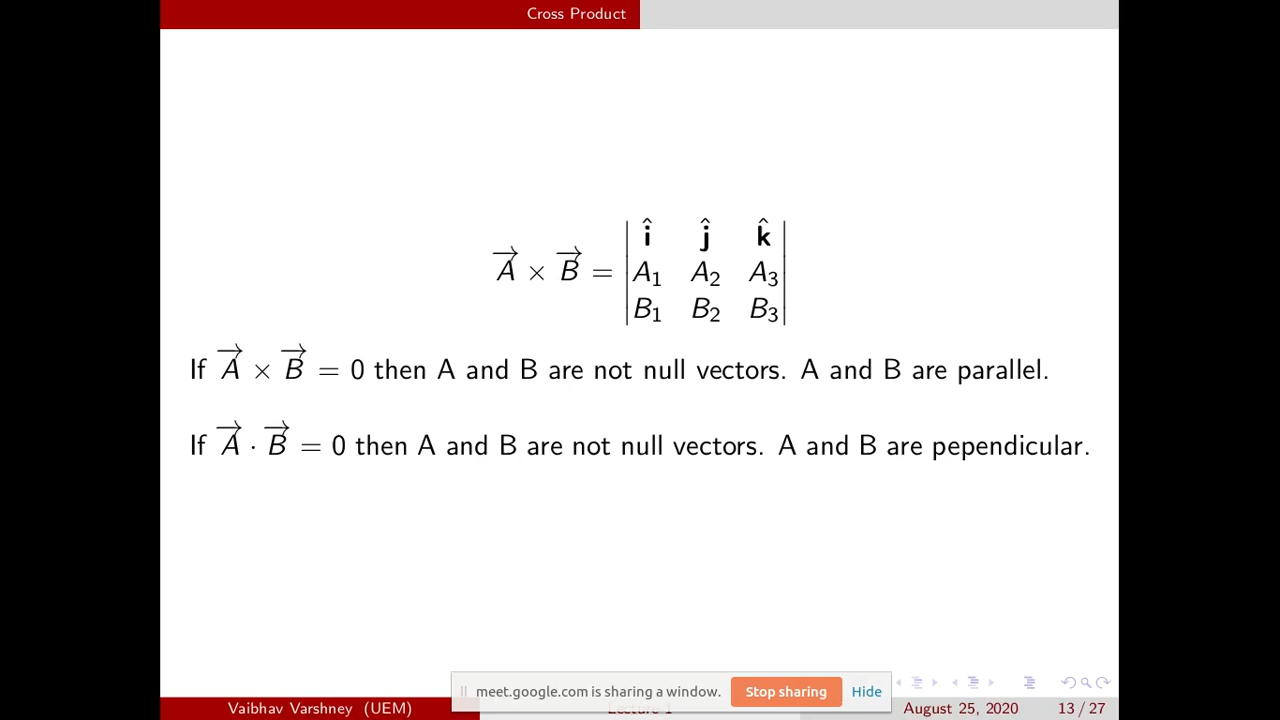 Cross Product
î ĵ k̂
A⃗ × B⃗ = A₁ A₂ A₃
B₁ B₂ B₃
If A⃗ × B⃗ = 0 then A and B are not null vectors. A and B are parallel.
If A⃗ · B⃗ = 0 then A and B are not null vectors. A and B are pependicular.
meet.google.com is sharing a window. Stop sharing Hide
Vaibhav Varshney (UEM) Lecture 1 August 25, 2020 13 / 27